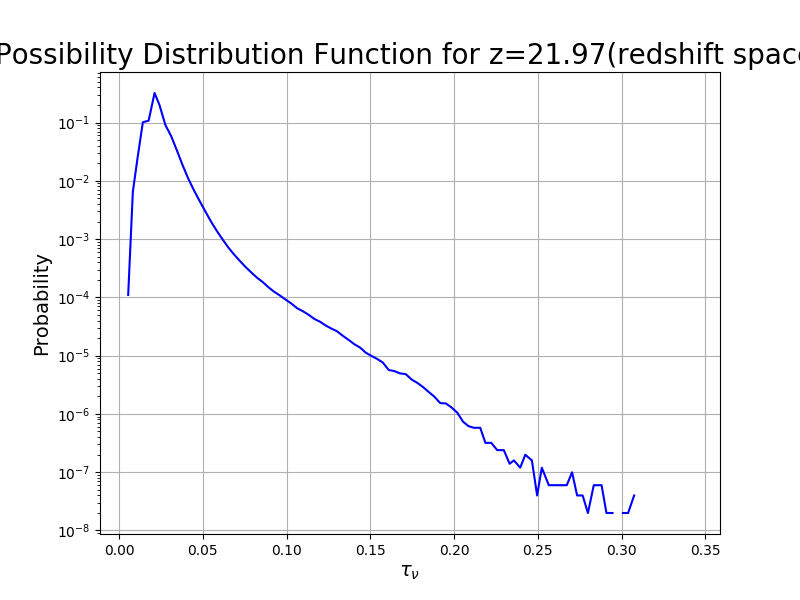 Possibility Distribution Function for z=21.97(redshift space
Probability
10⁻¹
10⁻²
10⁻³
10⁻⁴
10⁻⁵
10⁻⁶
10⁻⁷
10⁻⁸
0.00 0.05 0.10 0.15 0.20 0.25 0.30 0.35
τ_ν